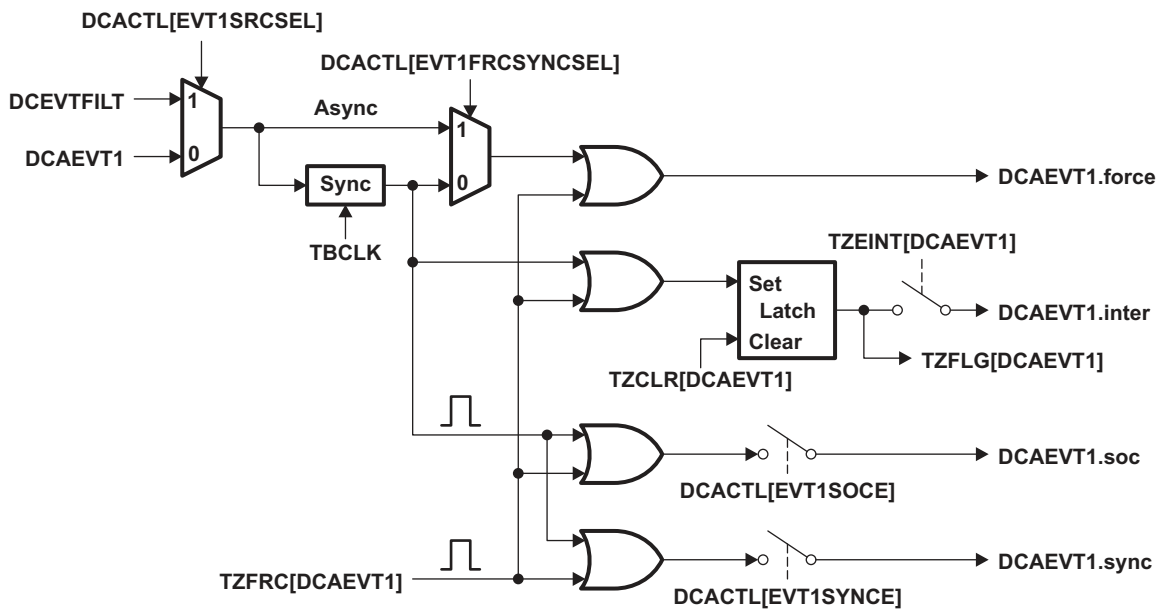 DCACTL[EVT1SRCSEL]
DCACTL[EVT1FRCSYNCSEL]
DCEVTFILT
1
Async
1
DCAEVT1
0
Sync
0
DCAEVT1.force
TBCLK
TZEINT[DCAEVT1]
Set
Latch
DCAEVT1.inter
Clear
TZCLR[DCAEVT1]
TZFLG[DCAEVT1]
DCAEVT1.soc
DCACTL[EVT1SOCE]
DCAEVT1.sync
TZFRC[DCAEVT1]
DCACTL[EVT1SYNCE]